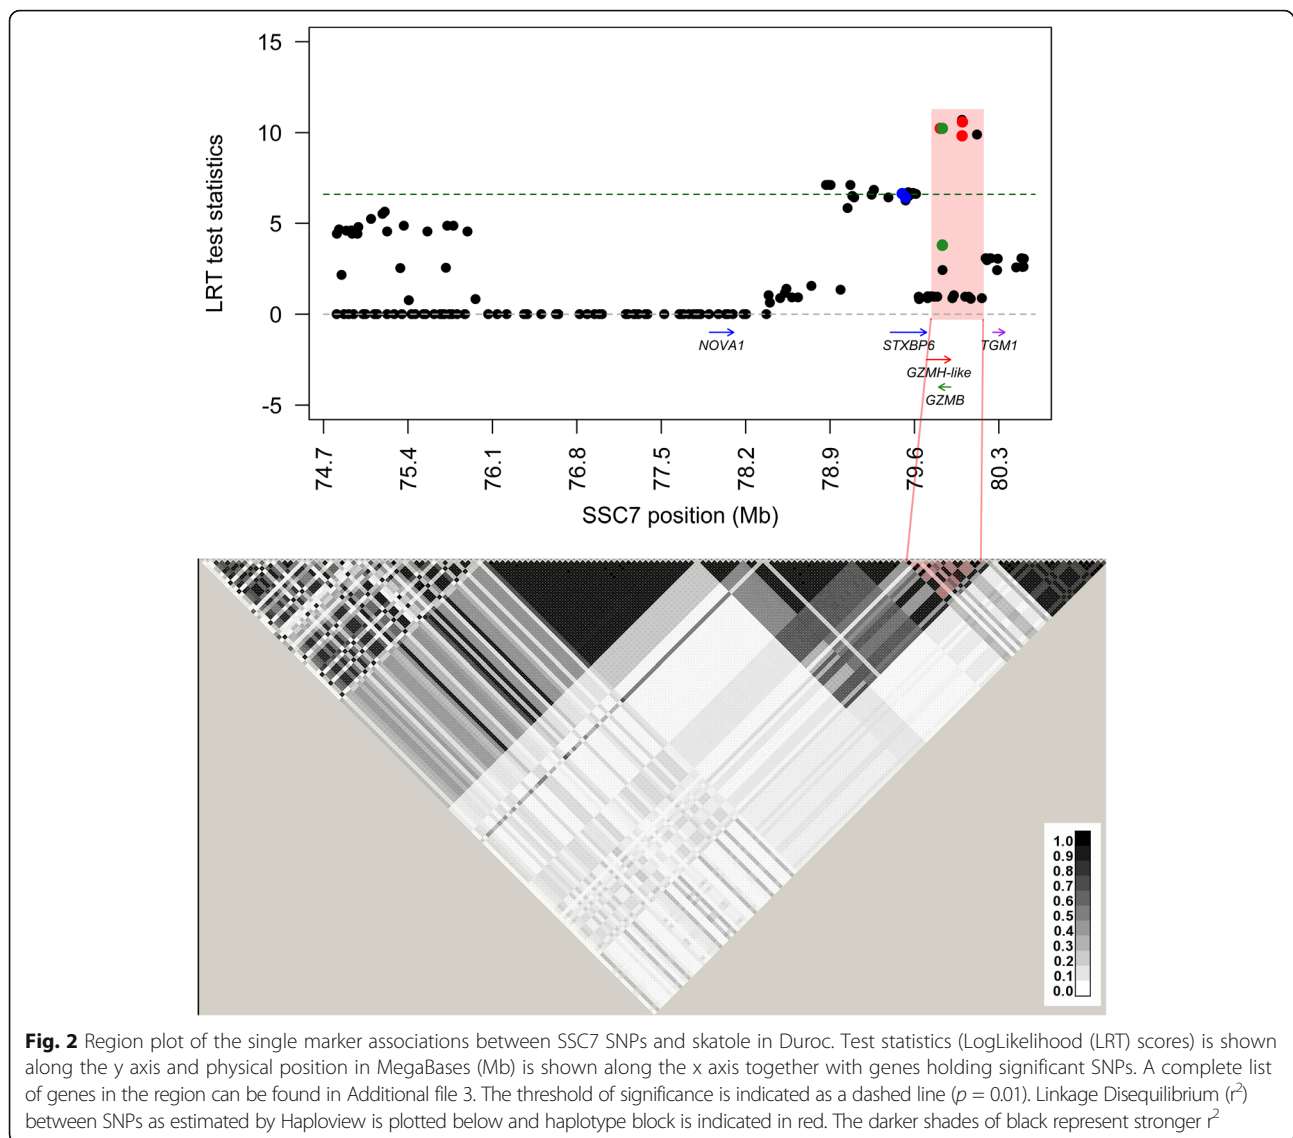 15
10
5
0
-5
LRT test statistics
NOVA1
STXBP6
TGM1
GZMH-like
GZMB
74.7 75.4 76.1 76.8 77.5 78.2 78.9 79.6 80.3
SSC7 position (Mb)
1.0
0.9
0.8
0.7
0.6
0.5
0.4
0.3
0.2
0.1
0.0
Fig. 2 Region plot of the single marker associations between SSC7 SNPs and skatole in Duroc. Test statistics (LogLikelihood (LRT) scores) is shown
along the y axis and physical position in MegaBases (Mb) is shown along the x axis together with genes holding significant SNPs. A complete list
of genes in the region can be found in Additional file 3. The threshold of significance is indicated as a dashed line (p = 0.01). Linkage Disequilibrium (r²)
between SNPs as estimated by Haploview is plotted below and haplotype block is indicated in red. The darker shades of black represent stronger r²